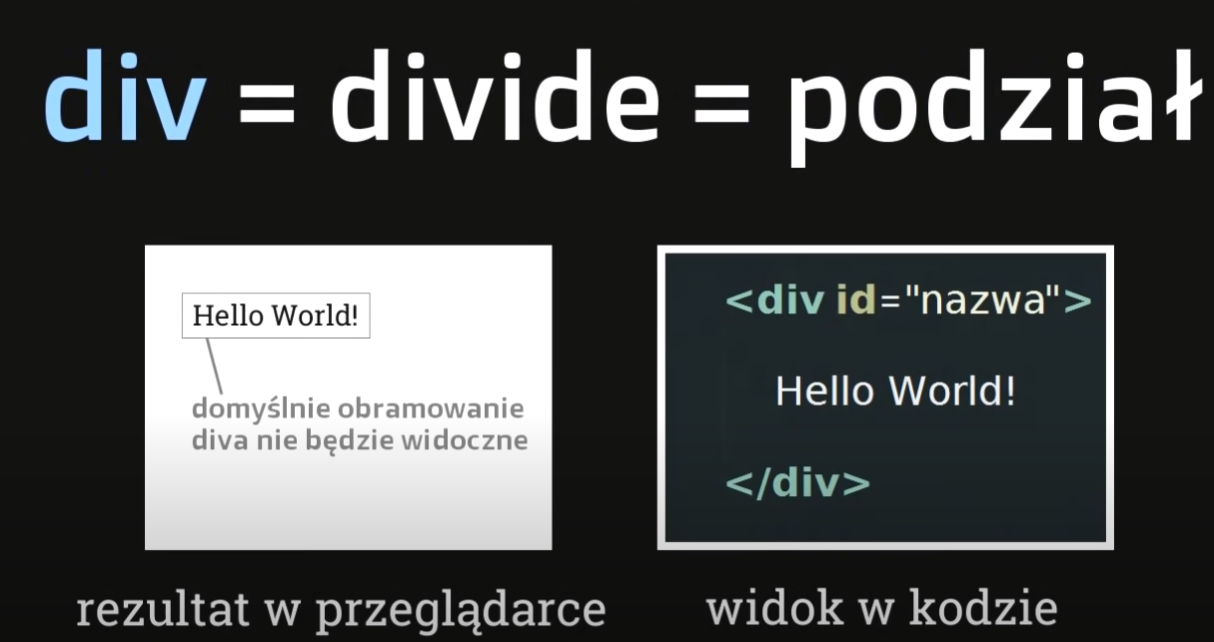 div = divide = podział
Hello World!
domyślnie obramowanie
diva nie będzie widoczne
rezultat w przeglądarce
<div id="nazwa">
Hello World!
</div>
widok w kodzie